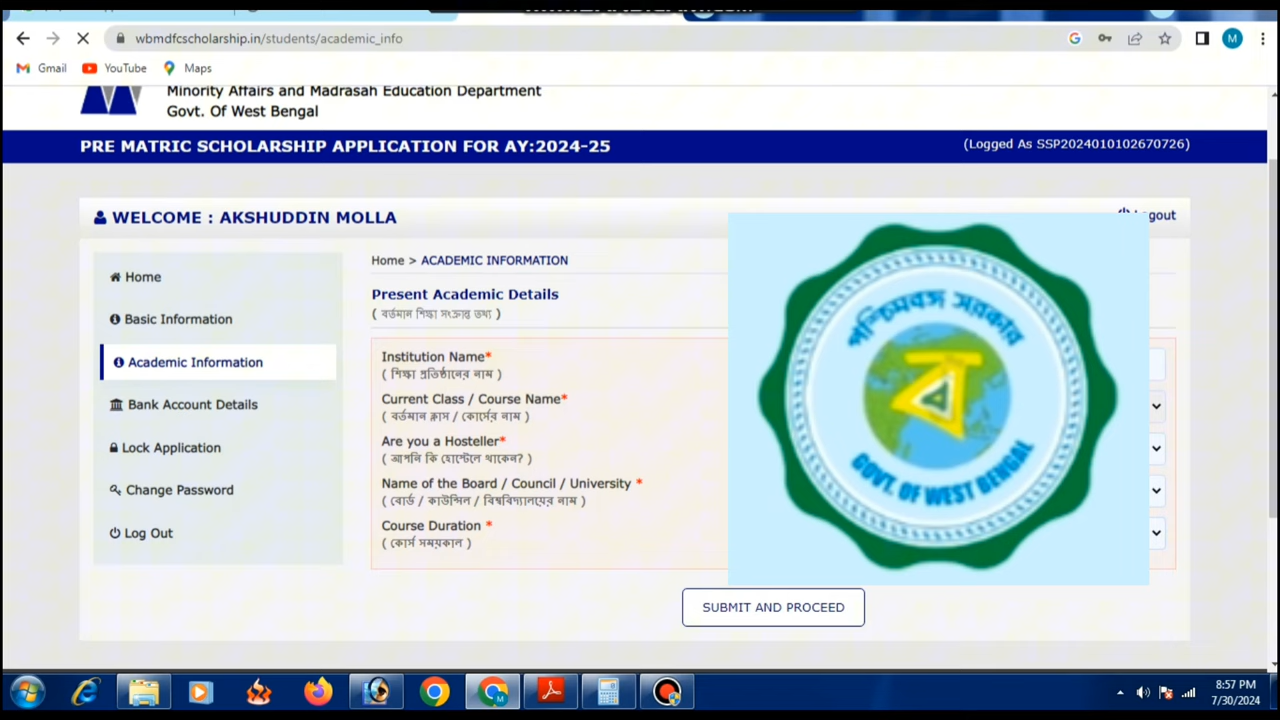 wbmdfcscholarship.in/students/academic_info
G
M
Gmail
YouTube
Maps
Minority Affairs and Madrasah Education Department
Govt. Of West Bengal
PRE MATRIC SCHOLARSHIP APPLICATION FOR AY:2024-25
(Logged As SSP2024010102670726)
WELCOME : AKSHUDDIN MOLLA
Home
Basic Information
Academic Information
Bank Account Details
Lock Application
Change Password
Log Out
Home > ACADEMIC INFORMATION
Present Academic Details
( বর্তমান শিক্ষা সংক্রান্ত তথ্য )
Institution Name*
( শিক্ষা প্রতিষ্ঠানের নাম )
Current Class / Course Name*
( বর্তমান ক্লাস / কোর্সের নাম )
Are you a Hosteller*
( আপনি কি হোস্টেলে থাকেন? )
Name of the Board / Council / University *
( বোর্ড / কাউন্সিল / বিশ্ববিদ্যালয়ের নাম )
Course Duration *
( কোর্স সময়কাল )
পশ্চিমবঙ্গ সরকার
ব
GOVT. OF WEST BENGAL
SUBMIT AND PROCEED
8:57 PM
7/30/2024